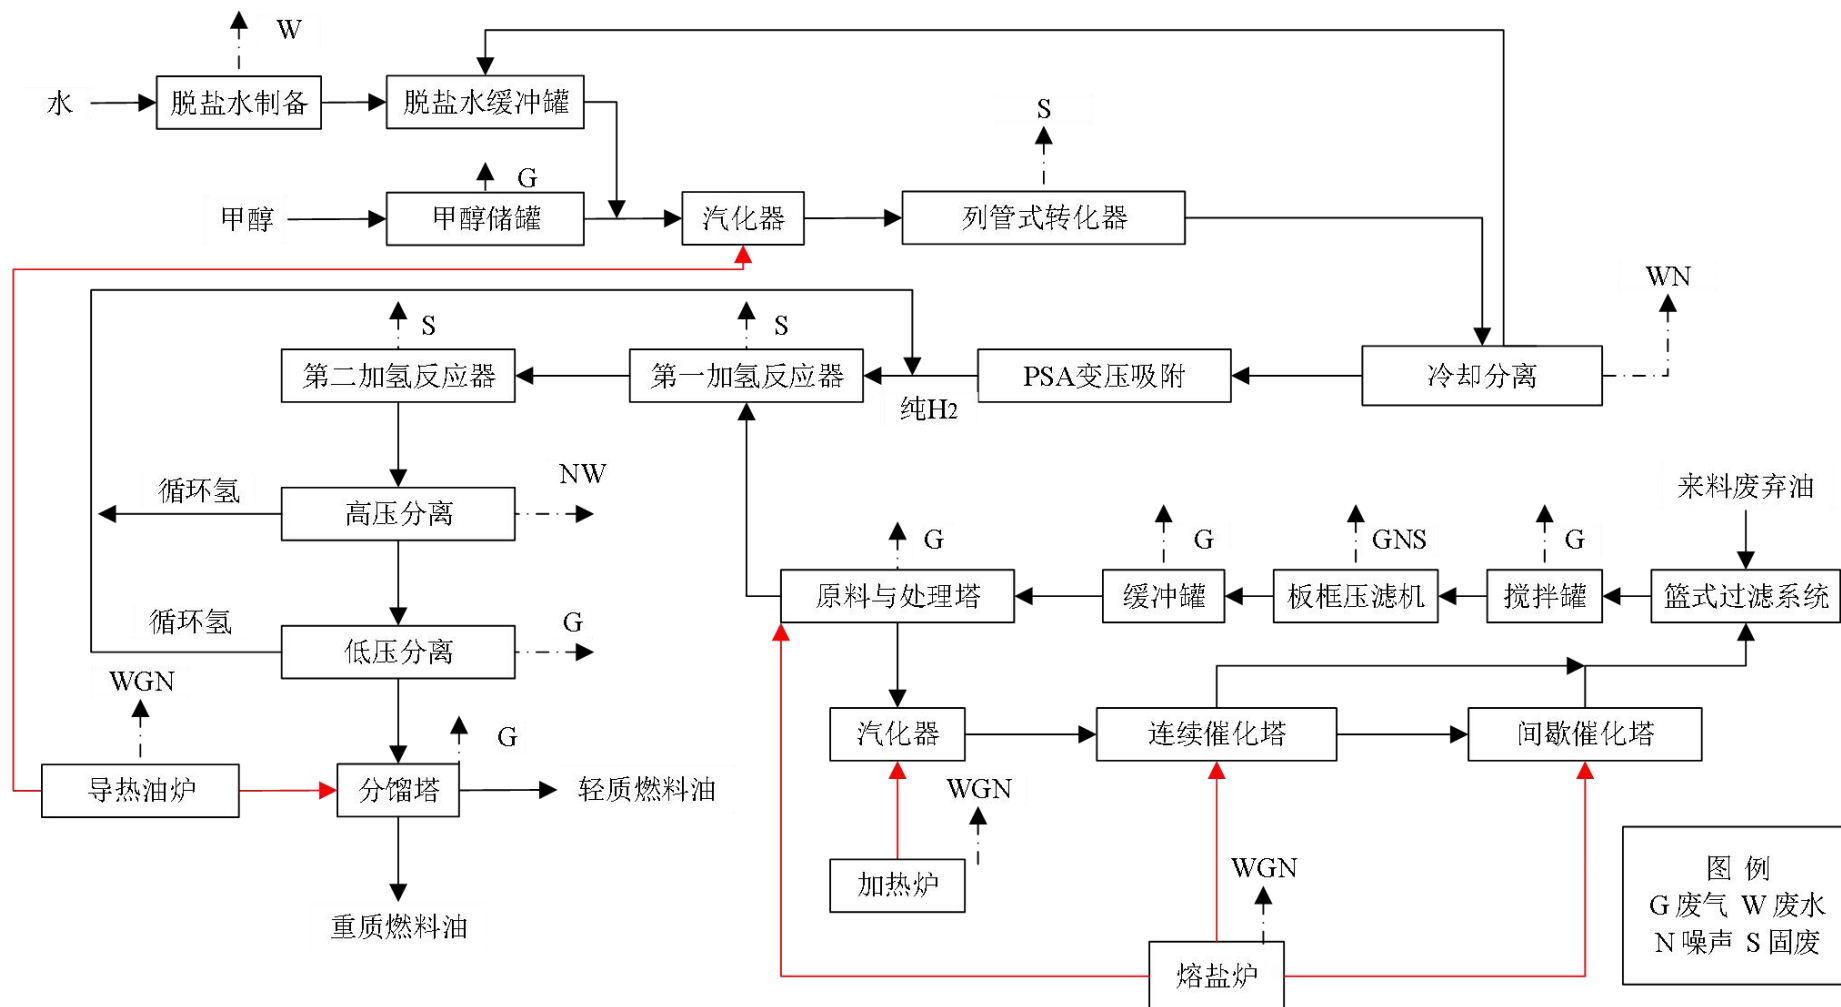 W
水
脱盐水制备
脱盐水缓冲罐
S
G
甲醇
甲醇储罐
汽化器
列管式转化器
WN
S
S
第二加氢反应器
第一加氢反应器
PSA变压吸附
冷却分离
纯H2
循环氢
NW
高压分离
来料废弃油
G
G
GNS
G
原料与处理塔
缓冲罐
板框压滤机
搅拌罐
篮式过滤系统
循环氢
G
低压分离
WGN
G
汽化器
连续催化塔
间歇催化塔
导热油炉
分馏塔
轻质燃料油
WGN
加热炉
WGN
重质燃料油
熔盐炉
图 例
G 废气 W 废水
N 噪声 S 固废